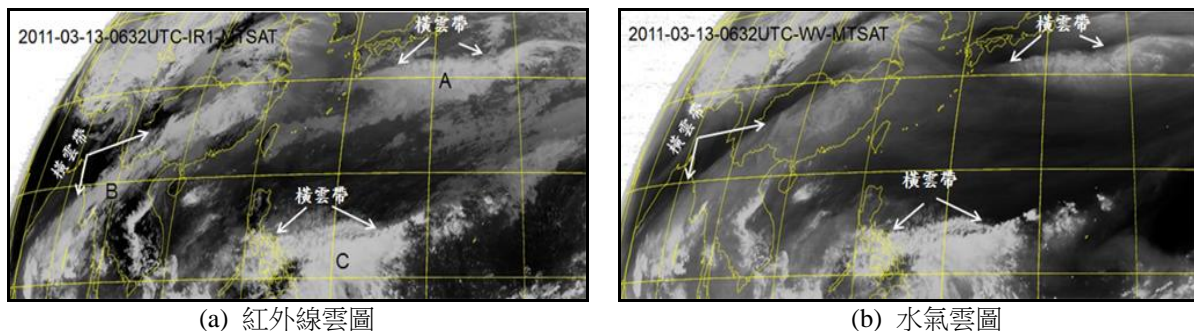 2011-03-13-0632UTC-IR1-MTSAT
橫雲帶
A
橫雲帶
B
橫雲帶
C
(a) 紅外線雲圖
2011-03-13-0632UTC-WV-MTSAT
橫雲帶
橫雲帶
橫雲帶
(b) 水氣雲圖